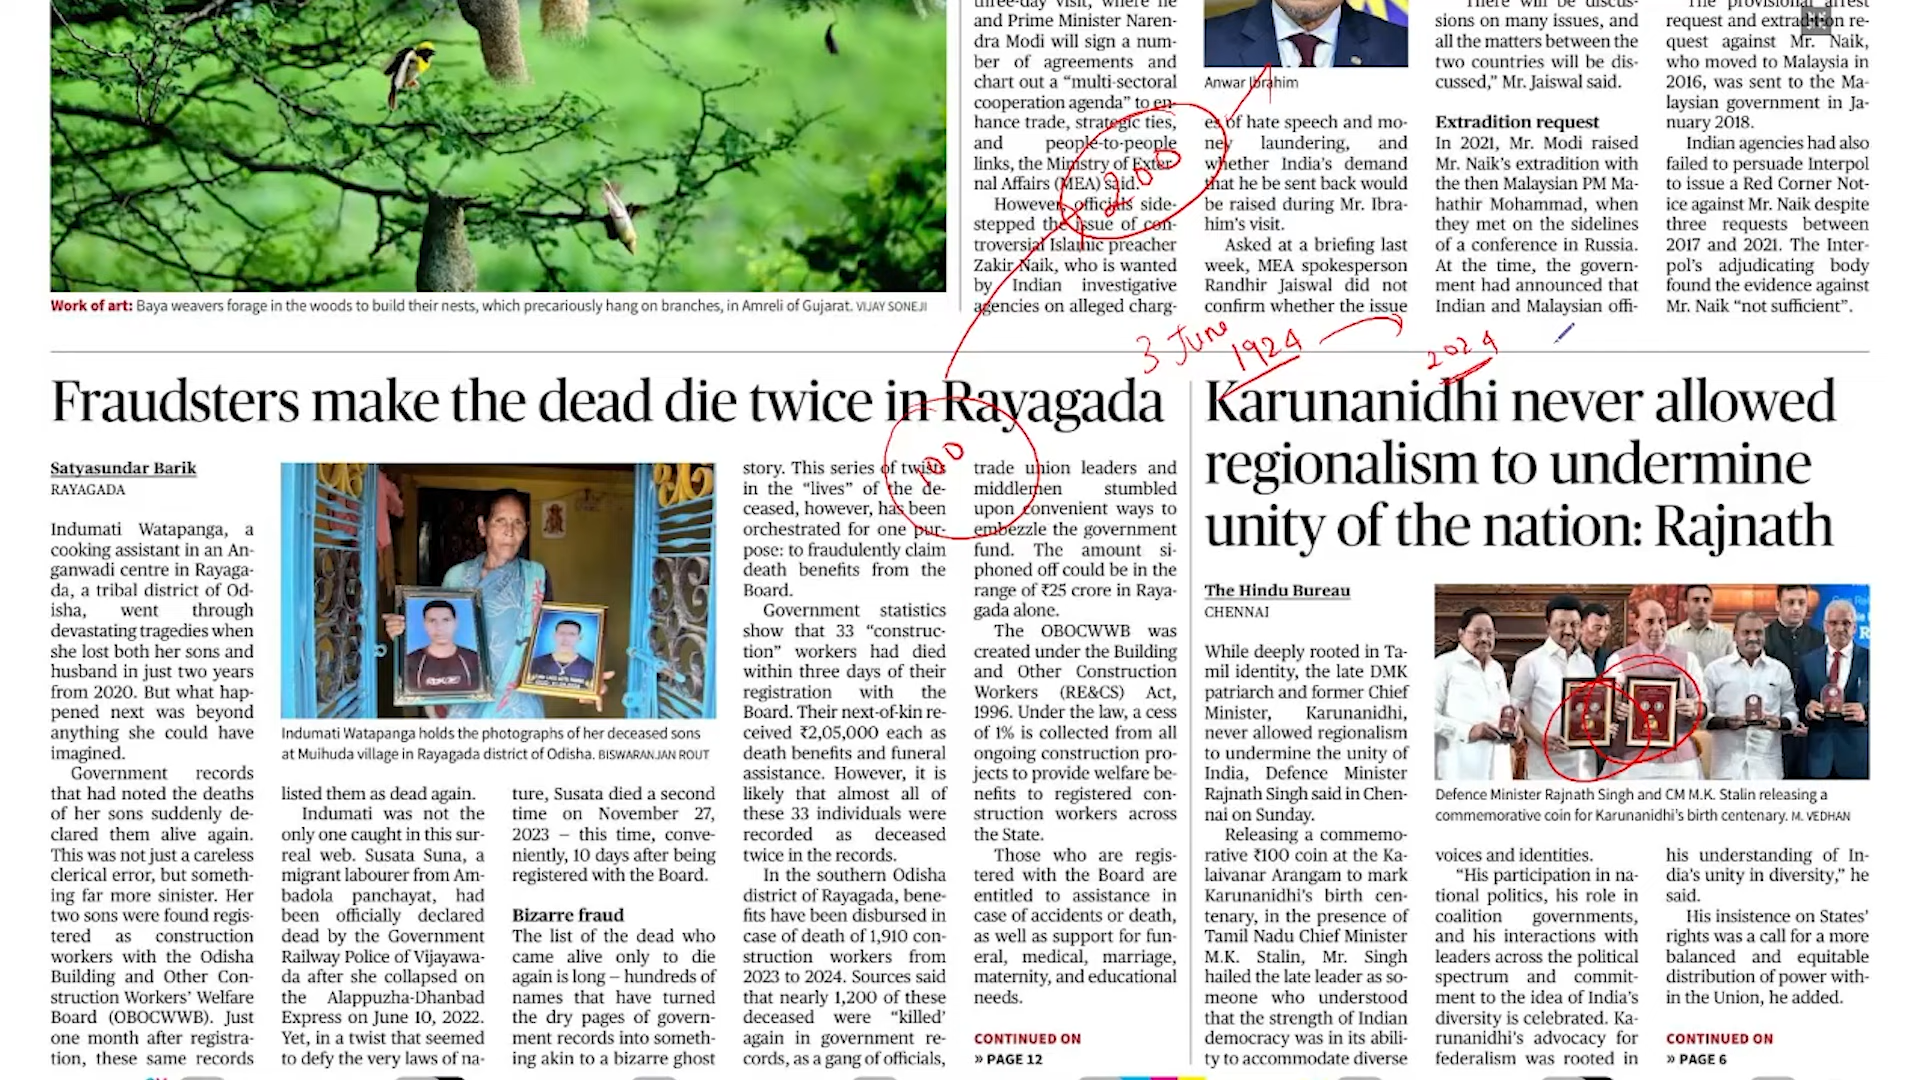 three-day visit, where he
and Prime Minister Naren-
dra Modi will sign a num-
ber of agreements and
chart out a “multi-sectoral
cooperation agenda” to en-
hance trade, strategic ties,
and people-to-people
links, the Ministry of Exter-
nal Affairs (MEA) said.
However, officials side-
stepped the issue of con-
troversial Islamic preacher
Zakir Naik, who is wanted
by Indian investigative
agencies on alleged charg-
Anwar Ibrahim
es of hate speech and mo-
ney laundering, and
whether India’s demand
that he be sent back would
be raised during Mr. Ibra-
him’s visit.
Asked at a briefing last
week, MEA spokesperson
Randhir Jaiswal did not
confirm whether the issue
There will be discus-
sions on many issues, and
all the matters between the
two countries will be dis-
cussed,” Mr. Jaiswal said.
Extradition request
In 2021, Mr. Modi raised
Mr. Naik’s extradition with
the then Malaysian PM Ma-
hathir Mohammad, when
they met on the sidelines
of a conference in Russia.
At the time, the govern-
ment had announced that
Indian and Malaysian offi-
The provisional arrest
request and extradition re-
quest against Mr. Naik,
who moved to Malaysia in
2016, was sent to the Ma-
laysian government in Ja-
nuary 2018.
Indian agencies had also
failed to persuade Interpol
to issue a Red Corner Not-
ice against Mr. Naik despite
three requests between
2017 and 2021. The Inter-
pol’s adjudicating body
found the evidence against
Mr. Naik “not sufficient”.
200
Work of art: Baya weavers forage in the woods to build their nests, which precariously hang on branches, in Amreli of Gujarat. VIJAY SONEJI
3 June
1924
2024
Fraudsters make the dead die twice in Rayagada
100
Satyasundar Barik
RAYAGADA
Indumati Watapanga, a
cooking assistant in an An-
ganwadi centre in Rayaga-
da, a tribal district of Od-
isha, went through
devastating tragedies when
she lost both her sons and
husband in just two years
from 2020. But what hap-
pened next was beyond
anything she could have
imagined.
Government records
that had noted the deaths
of her sons suddenly de-
clared them alive again.
This was not just a careless
clerical error, but someth-
ing far more sinister. Her
two sons were found regis-
tered as construction
workers with the Odisha
Building and Other Con-
struction Workers’ Welfare
Board (OBOCWWB). Just
one month after registra-
tion, these same records
Indumati Watapanga holds the photographs of her deceased sons
at Muihuda village in Rayagada district of Odisha. BISWARANJAN ROUT
listed them as dead again.
Indumati was not the
only one caught in this sur-
real web. Susata Suna, a
migrant labourer from Am-
badola panchayat, had
been officially declared
dead by the Government
Railway Police of Vijayawa-
da after she collapsed on
the Alappuzha-Dhanbad
Express on June 10, 2022.
Yet, in a twist that seemed
to defy the very laws of na-
ture, Susata died a second
time on November 27,
2023 – this time, conve-
niently, 10 days after being
registered with the Board.
Bizarre fraud
The list of the dead who
came alive only to die
again is long – hundreds of
names that have turned
the dry pages of govern-
ment records into someth-
ing akin to a bizarre ghost
story. This series of twists
in the “lives” of the de-
ceased, however, has been
orchestrated for one pur-
pose: to fraudulently claim
death benefits from the
Board.
Government statistics
show that 33 “construc-
tion” workers had died
within three days of their
registration with the
Board. Their next-of-kin re-
ceived ₹2,05,000 each as
death benefits and funeral
assistance. However, it is
likely that almost all of
these 33 individuals were
recorded as deceased
twice in the records.
In the southern Odisha
district of Rayagada, bene-
fits have been disbursed in
case of death of 1,910 con-
struction workers from
2023 to 2024. Sources said
that nearly 1,200 of these
deceased were “killed’
again in government re-
cords, as a gang of officials,
trade union leaders and
middlemen stumbled
upon convenient ways to
embezzle the government
fund. The amount si-
phoned off could be in the
range of ₹25 crore in Raya-
gada alone.
The OBOCWWB was
created under the Building
and Other Construction
Workers (RE&CS) Act,
1996. Under the law, a cess
of 1% is collected from all
ongoing construction pro-
jects to provide welfare be-
nefits to registered con-
struction workers across
the State.
Those who are regis-
tered with the Board are
entitled to assistance in
case of accidents or death,
as well as support for fun-
eral, medical, marriage,
maternity, and educational
needs.
CONTINUED ON
» PAGE 12
Karunanidhi never allowed
regionalism to undermine
unity of the nation: Rajnath
The Hindu Bureau
CHENNAI
While deeply rooted in Ta-
mil identity, the late DMK
patriarch and former Chief
Minister, Karunanidhi,
never allowed regionalism
to undermine the unity of
India, Defence Minister
Rajnath Singh said in Chen-
nai on Sunday.
Releasing a commemo-
rative ₹100 coin at the Ka-
laivanar Arangam to mark
Karunanidhi’s birth cen-
tenary, in the presence of
Tamil Nadu Chief Minister
M.K. Stalin, Mr. Singh
hailed the late leader as so-
meone who understood
that the strength of Indian
democracy was in its abili-
ty to accommodate diverse
Defence Minister Rajnath Singh and CM M.K. Stalin releasing a
commemorative coin for Karunanidhi’s birth centenary. M. VEDHAN
voices and identities.
“His participation in na-
tional politics, his role in
coalition governments,
and his interactions with
leaders across the political
spectrum and commit-
ment to the idea of India’s
diversity is celebrated. Ka-
runanidhi’s advocacy for
federalism was rooted in
his understanding of In-
dia’s unity in diversity,” he
said.
His insistence on States’
rights was a call for a more
balanced and equitable
distribution of power with-
in the Union, he added.
CONTINUED ON
» PAGE 6